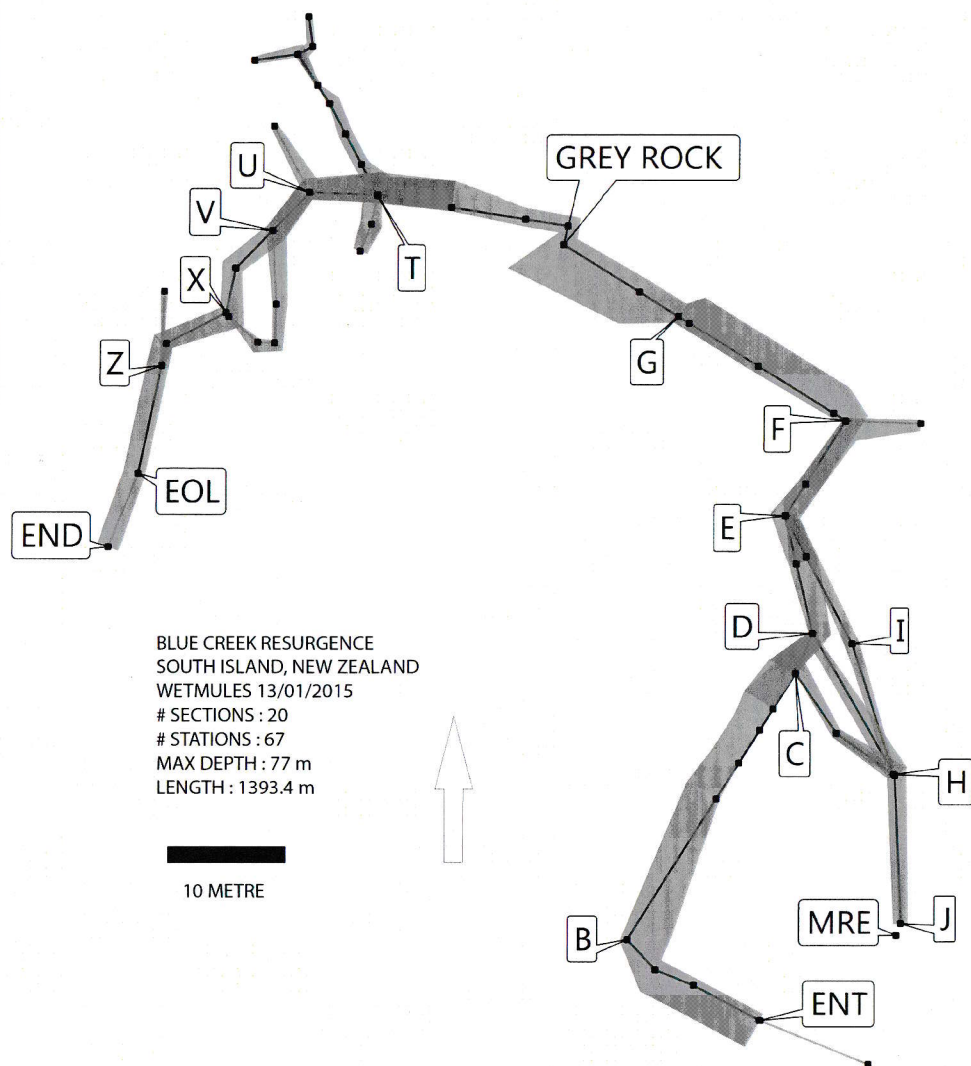 GREY ROCK
U
V
T
X
G
Z
F
EOL
E
END
D
I
BLUE CREEK RESURGENCE
SOUTH ISLAND, NEW ZEALAND
WETMULES 13/01/2015
# SECTIONS : 20
# STATIONS : 67
MAX DEPTH : 77 m
LENGTH : 1393.4 m
C
H
10 METRE
MRE
J
B
ENT